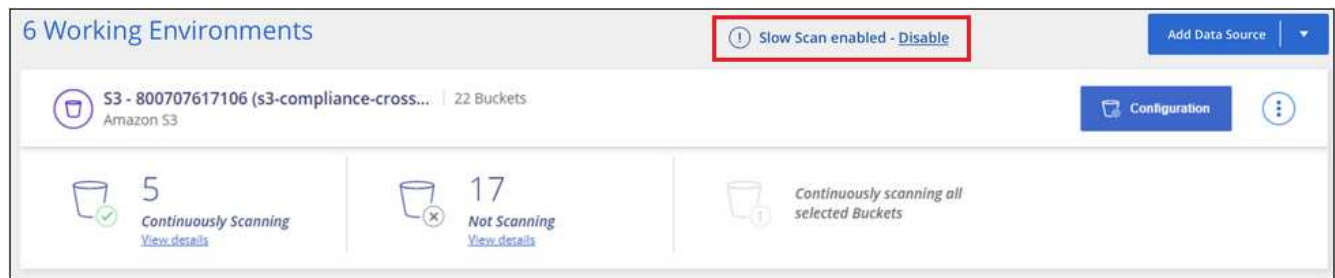 6 Working Environments
Slow Scan enabled - Disable
Add Data Source
S3 - 800707617106 (s3-compliance-cross... 22 Buckets
Amazon S3
Configuration
5
Continuously Scanning
View details
17
Not Scanning
View details
Continuously scanning all
selected Buckets